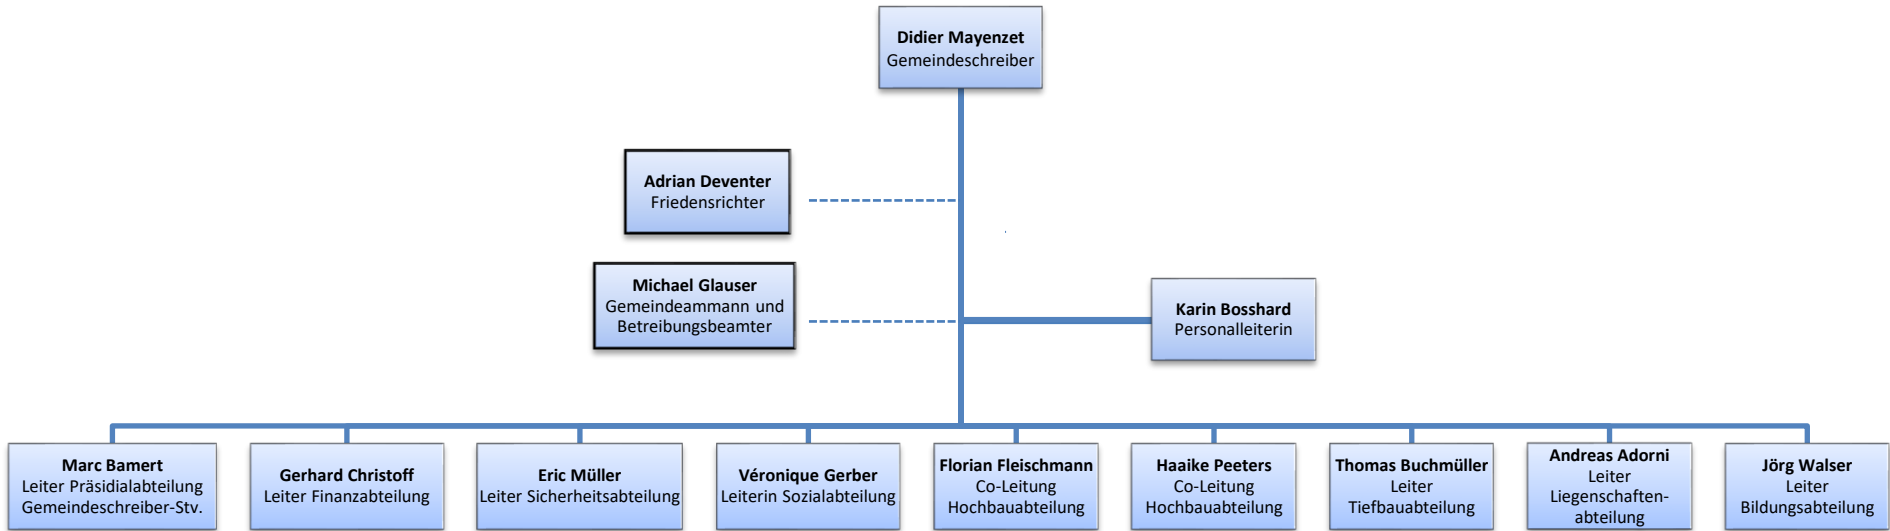 Didier Mayenzet
Gemeindeschreiber
Adrian Deventer
Friedensrichter
Michael Glauser
Gemeindeammann und
Betreibungsbeamter
Karin Bosshard
Personalleiterin
Marc Bamert
Leiter Präsidialabteilung
Gemeindeschreiber-Stv.
Gerhard Christoff
Leiter Finanzabteilung
Eric Müller
Leiter Sicherheitsabteilung
Véronique Gerber
Leiterin Sozialabteilung
Florian Fleischmann
Co-Leitung
Hochbauabteilung
Haaike Peeters
Co-Leitung
Hochbauabteilung
Thomas Buchmüller
Leiter
Tiefbauabteilung
Andreas Adorni
Leiter
Liegenschaften-
abteilung
Jörg Walser
Leiter
Bildungsabteilung